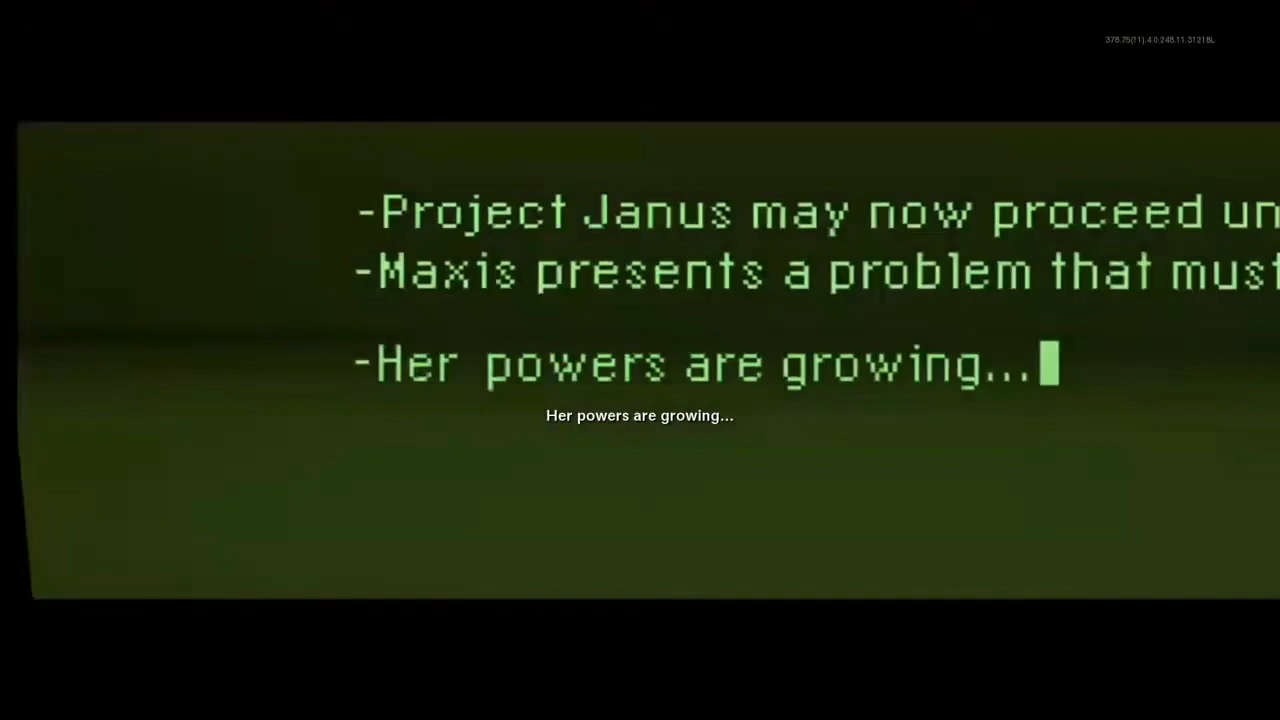 -Project Janus may now proceed un
-Maxis presents a problem that must
-Her powers are growing...
Her powers are growing...